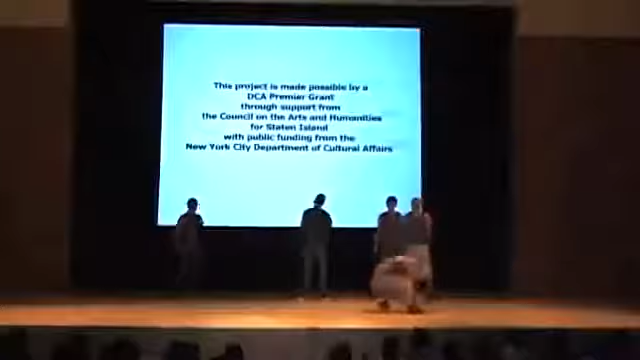 This project is made possible by a
DCA Premier Grant
through support from
the Council on the Arts and Humanities
for Staten Island
with public funding from the
New York City Department of Cultural Affairs